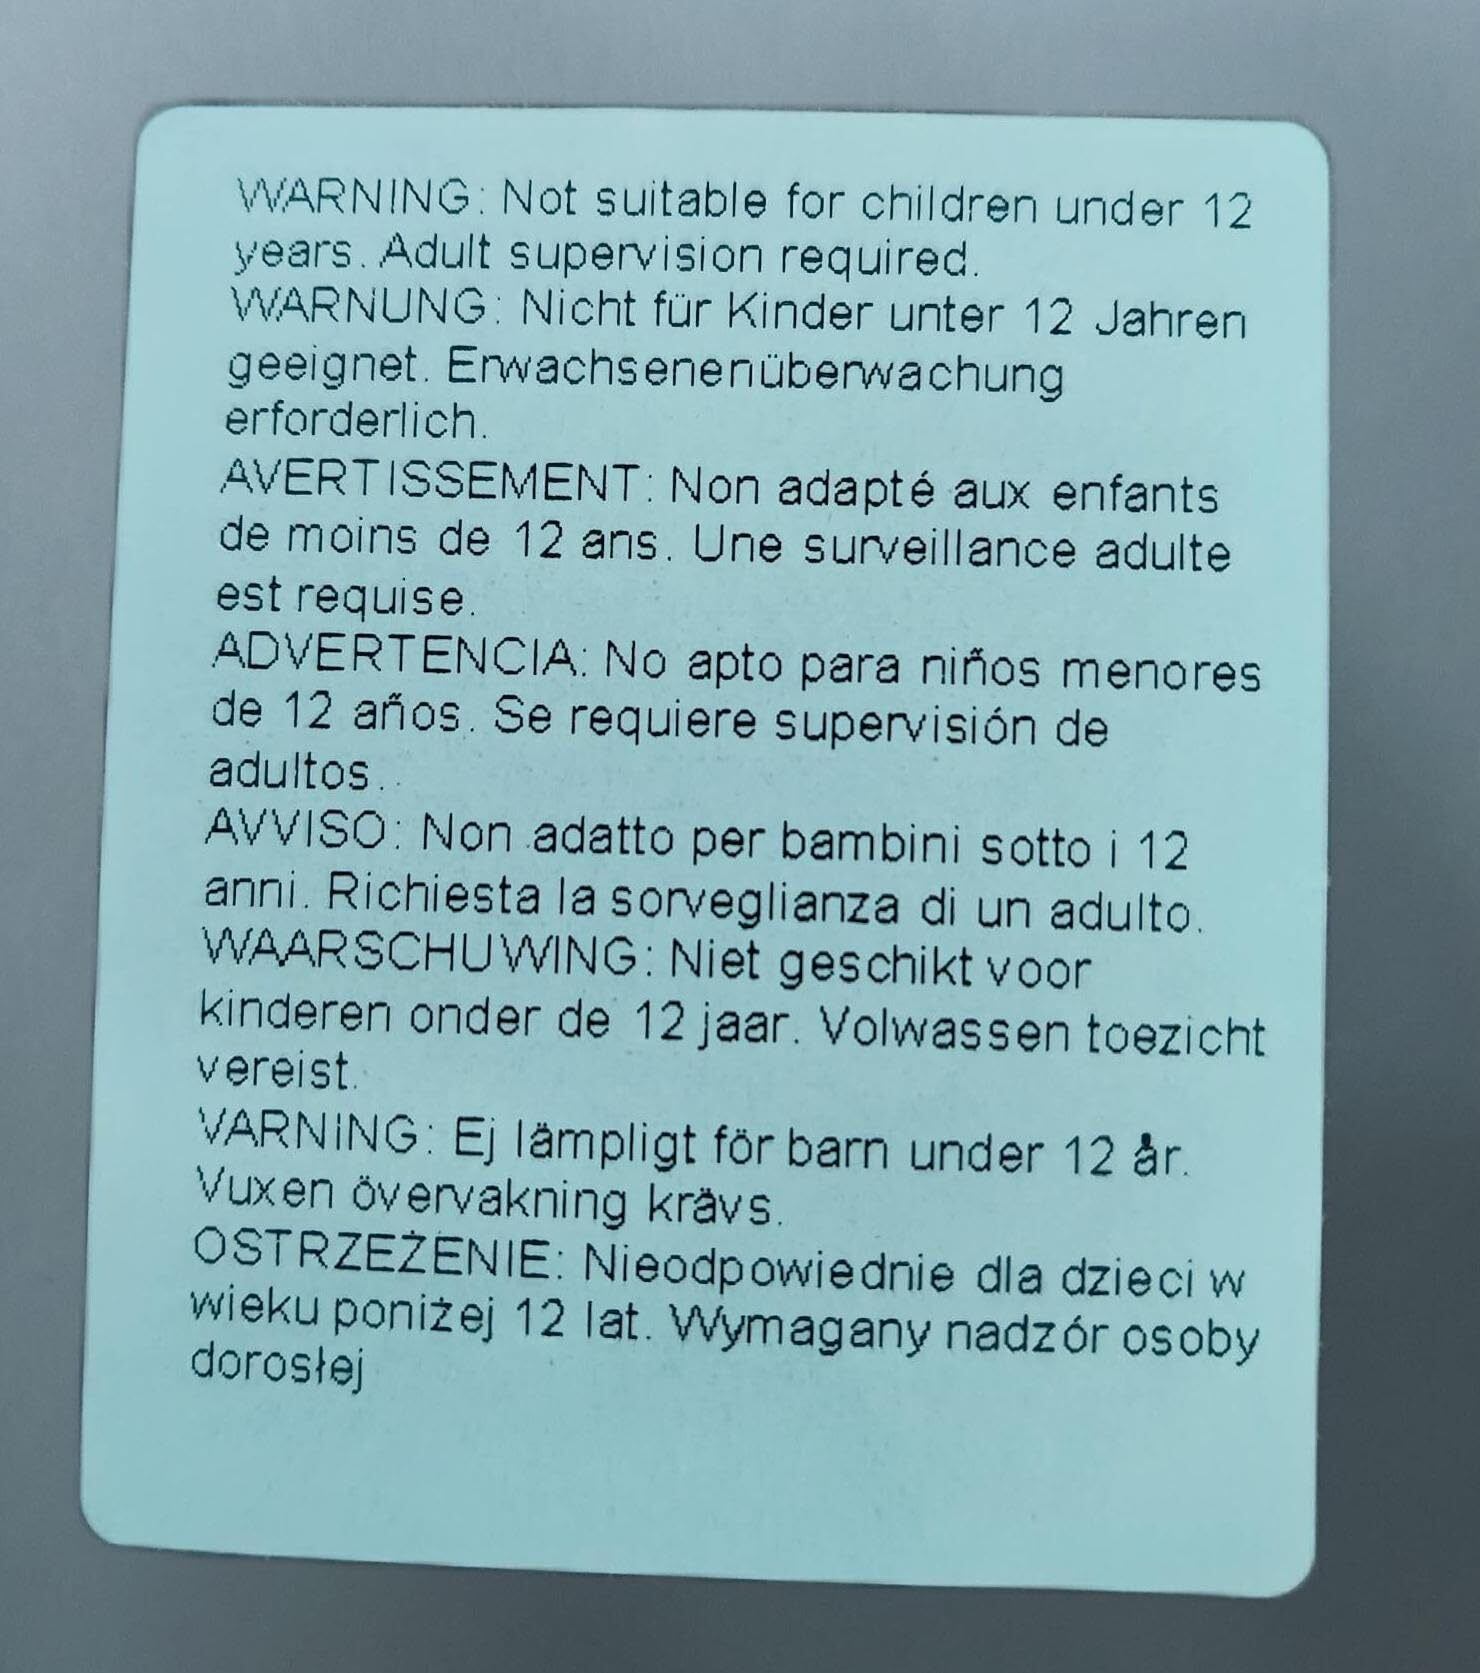 WARNING: Not suitable for children under 12
years. Adult supervision required.
WARNUNG: Nicht für Kinder unter 12 Jahren
geeignet. Erwachsenenüberwachung
erforderlich.
AVERTISSEMENT: Non adapté aux enfants
de moins de 12 ans. Une surveillance adulte
est requise.
ADVERTENCIA: No apto para niños menores
de 12 años. Se requiere supervisión de
adultos.
AVVISO: Non adatto per bambini sotto i 12
anni. Richiesta la sorveglianza di un adulto.
WAARSCHUWING: Niet geschikt voor
kinderen onder de 12 jaar. Volwassen toezicht
vereist.
VARNING: Ej lämpligt för barn under 12 år.
Vuxen övervakning krävs.
OSTRZEŻENIE: Nieodpowiednie dla dzieci w
wieku poniżej 12 lat. Wymagany nadzór osoby
dorosłej